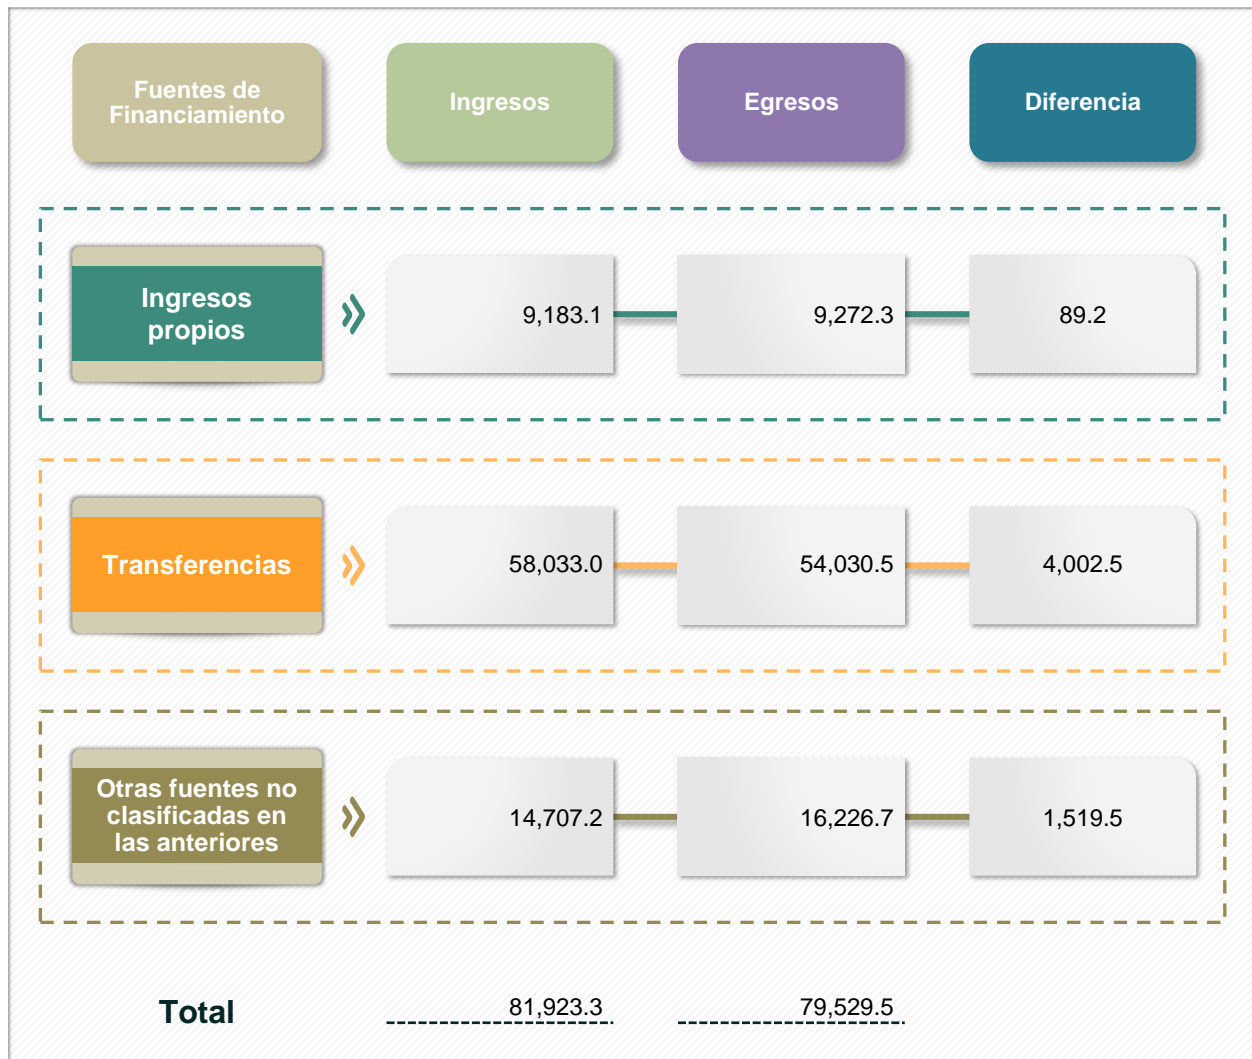 Fuentes de
Financiamiento
Ingresos
Egresos
Diferencia
Ingresos
propios
9,183.1
9,272.3
89.2
Transferencias
58,033.0
54,030.5
4,002.5
Otras fuentes no
clasificadas en
las anteriores
14,707.2
16,226.7
1,519.5
Total
81,923.3
79,529.5